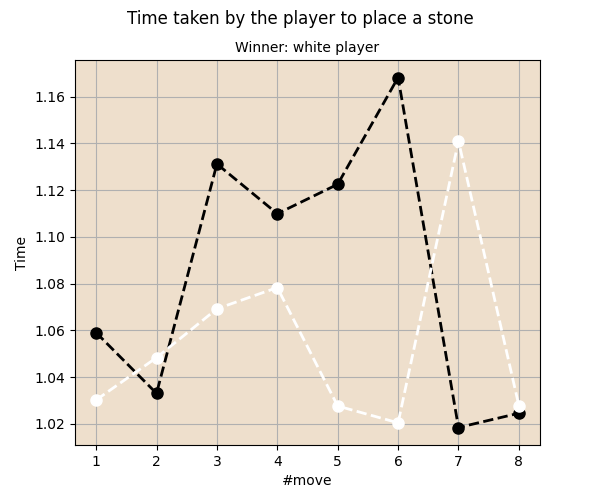 Time taken by the player to place a stone
Winner: white player
1.16
1.14
1.12
1.10
1.08
1.06
1.04
1.02
Time
1 2 3 4 5 6 7 8
#move